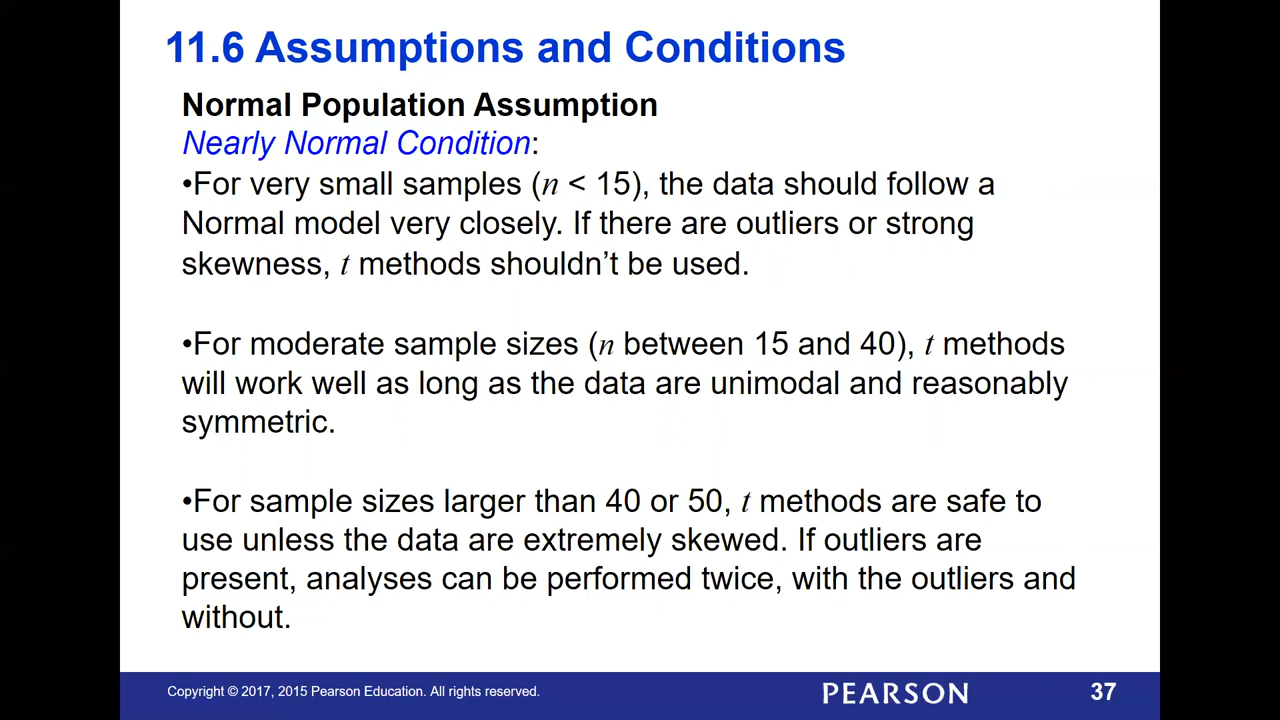 11.6 Assumptions and Conditions
Normal Population Assumption
Nearly Normal Condition:
•For very small samples (n < 15), the data should follow a
Normal model very closely. If there are outliers or strong
skewness, t methods shouldn’t be used.
•For moderate sample sizes (n between 15 and 40), t methods
will work well as long as the data are unimodal and reasonably
symmetric.
•For sample sizes larger than 40 or 50, t methods are safe to
use unless the data are extremely skewed. If outliers are
present, analyses can be performed twice, with the outliers and
without.
Copyright © 2017, 2015 Pearson Education. All rights reserved.
PEARSON
37